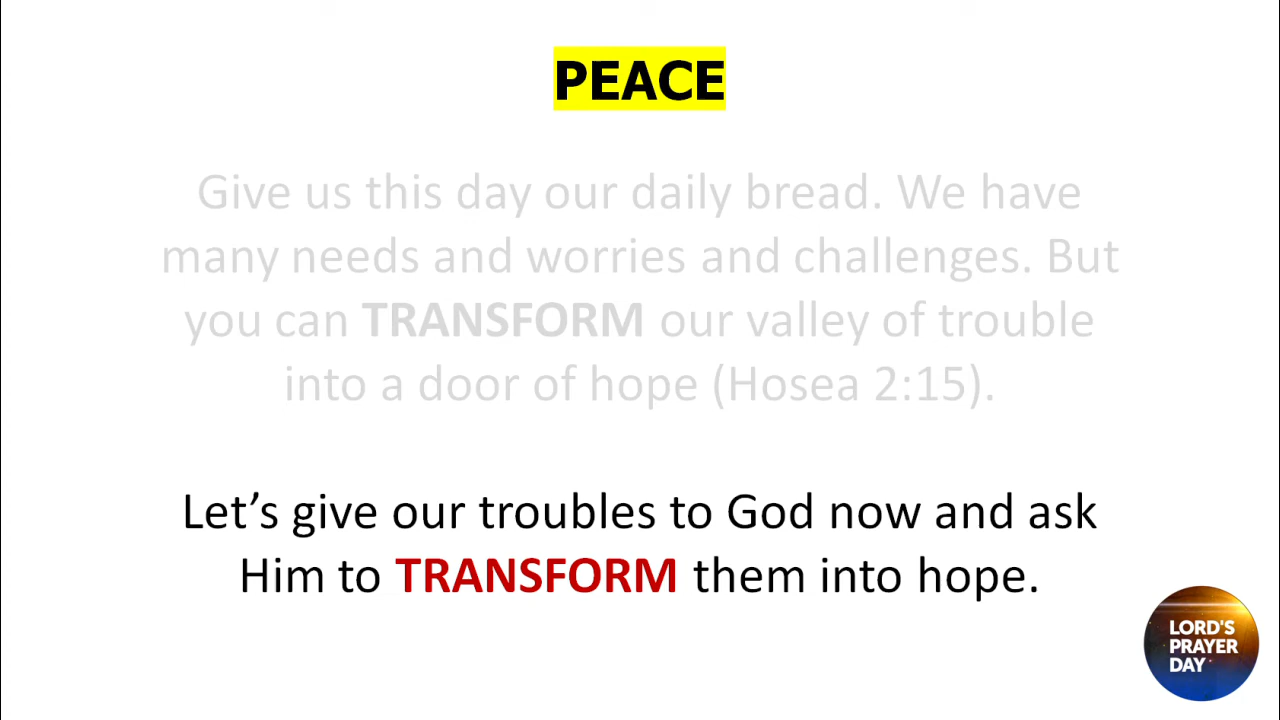 PEACE
Give us this day our daily bread. We have
many needs and worries and challenges. But
you can TRANSFORM our valley of trouble
into a door of hope (Hosea 2:15).
Let’s give our troubles to God now and ask
Him to TRANSFORM them into hope.
LORD'S
PRAYER
DAY